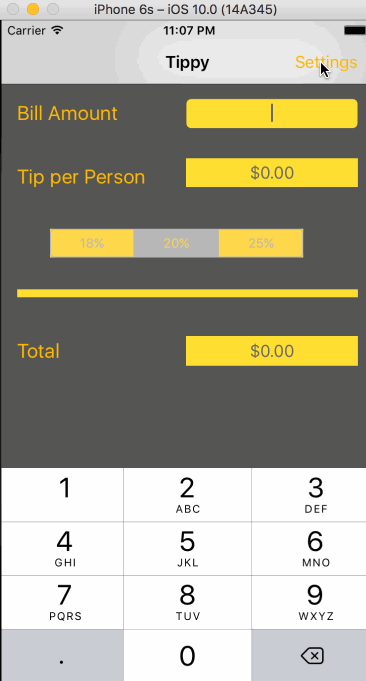 iPhone 6s – iOS 10.0 (14A345)
Carrier 11:07 PM
Tippy Settings
Bill Amount
Tip per Person $0.00
18% 20% 25%
Total $0.00
1 2 3
ABC DEF
4 5 6
GHI JKL MNO
7 8 9
PQRS TUV WXYZ
. 0